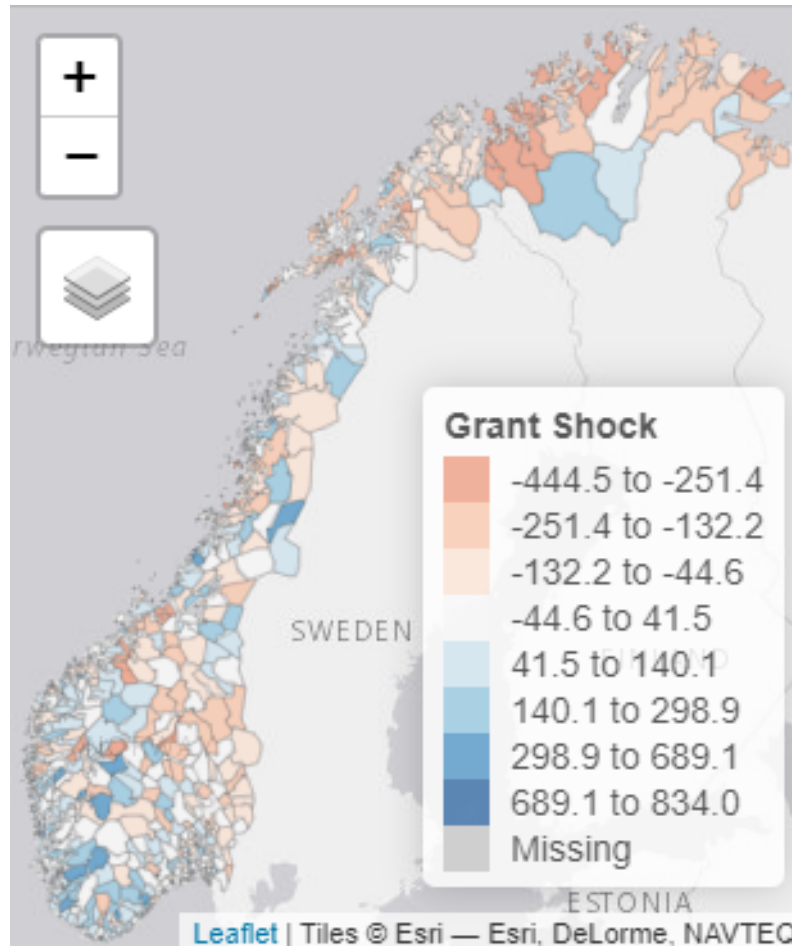 +
−
rwegian Sea
Grant Shock
-444.5 to -251.4
-251.4 to -132.2
-132.2 to -44.6
-44.6 to 41.5
41.5 to 140.1
140.1 to 298.9
298.9 to 689.1
689.1 to 834.0
Missing
SWEDEN
FINLAND
ESTONIA
Leaflet | Tiles © Esri — Esri, DeLorme, NAVTEQ